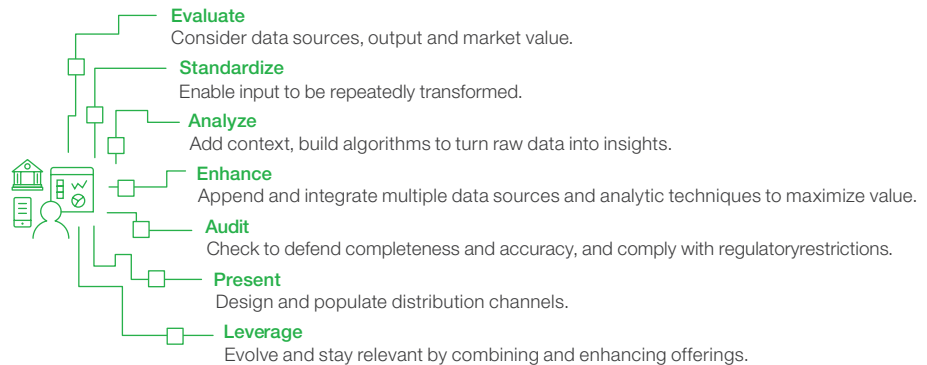 Evaluate
Consider data sources, output and market value.
Standardize
Enable input to be repeatedly transformed.
Analyze
Add context, build algorithms to turn raw data into insights.
Enhance
Append and integrate multiple data sources and analytic techniques to maximize value.
Audit
Check to defend completeness and accuracy, and comply with regulatoryrestrictions.
Present
Design and populate distribution channels.
Leverage
Evolve and stay relevant by combining and enhancing offerings.